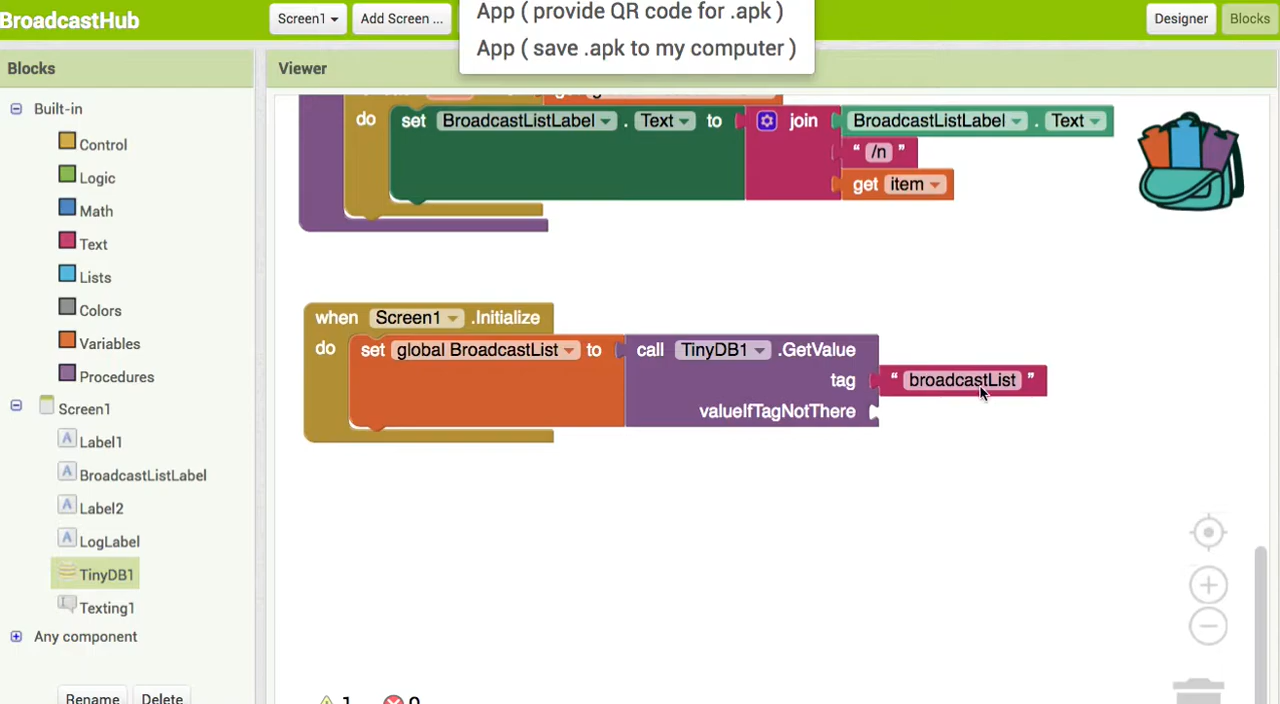 App ( provide QR code for .apk )
App ( save .apk to my computer )
BroadcastHub
Screen1
Add Screen ...
Designer
Blocks
Blocks
Viewer
Built-in
Control
Logic
Math
Text
Lists
Colors
Variables
Procedures
Screen1
Label1
BroadcastListLabel
Label2
LogLabel
TinyDB1
Texting1
Any component
Rename
Delete
do set BroadcastListLabel . Text to join BroadcastListLabel . Text
“ /n ”
get item
when Screen1 .Initialize
do set global BroadcastList to call TinyDB1 .GetValue
tag “ broadcastList ”
valueIfTagNotThere
1 0